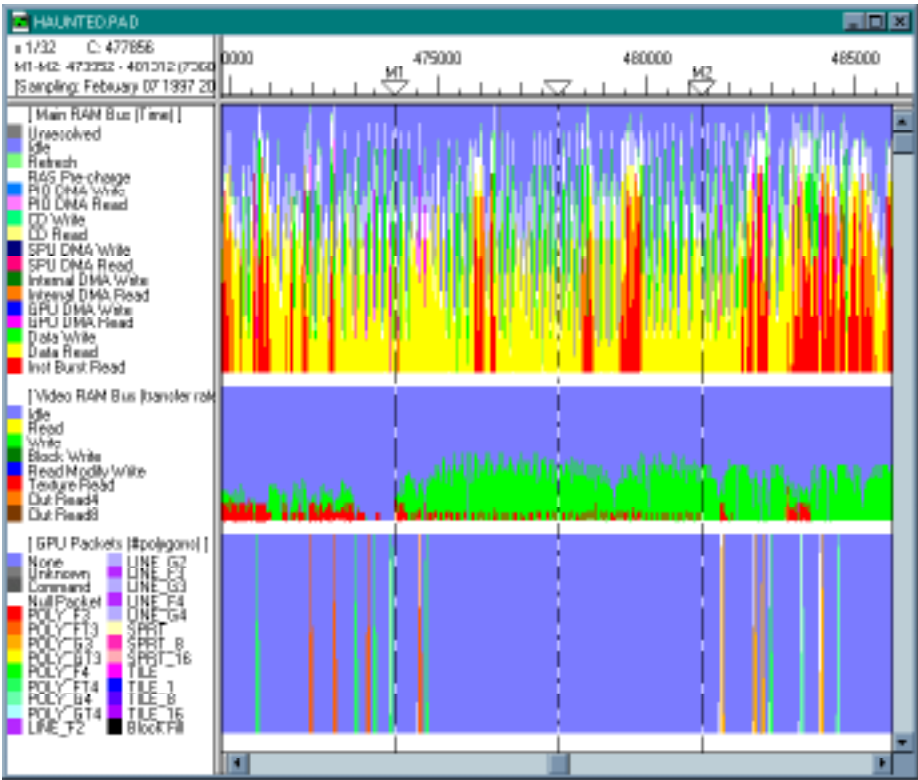 HAUNTED.PAD
1/32 C: 477856
M1-M2:
[Sampling: February 07 1997 20
0000 475000 480000 485000
M1 M2
[ Main RAM Bus (Time) ]
Unresolved
Idle
Refresh
RAS Pre-charge
PIO DMA Write
PIO DMA Read
CD Write
CD Read
SPU DMA Write
SPU DMA Read
Internal DMA Write
Internal DMA Read
GPU DMA Write
GPU DMA Read
Data Write
Data Read
Inst Burst Read
[ Video RAM Bus (transfer rate
Idle
Read
Write
Block Write
Read Modify Write
Texture Read
Clut Read4
Clut Read8
[ GPU Packets (#polygons) ]
None LINE_G2
Unknown LINE_F3
Command LINE_G3
Null Packet LINE_F4
POLY_F3 LINE_G4
POLY_FT3 SPRT
POLY_G3 SPRT_8
POLY_GT3 SPRT_16
POLY_F4 TILE
POLY_FT4 TILE_1
POLY_G4 TILE_8
POLY_GT4 TILE_16
LINE_F2 Block Fill